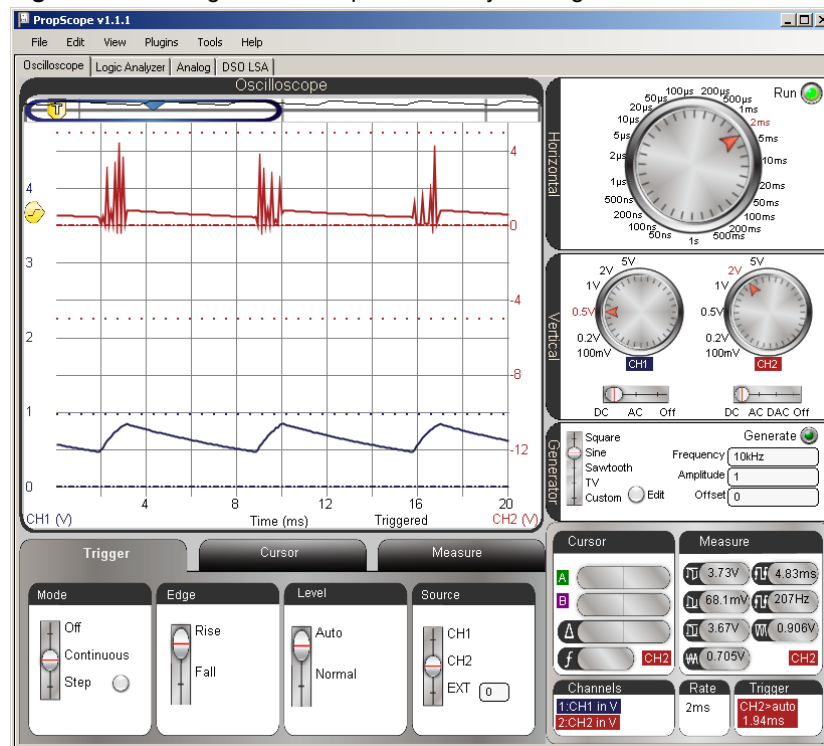 PropScope v1.1.1
File Edit View Plugins Tools Help
Oscilloscope Logic Analyzer Analog DSO LSA
Oscilloscope
T
4
3
2
1
0
4
0
-4
-8
-12
4 8 12 16 20
CH1 (V) Time (ms) Triggered CH2 (V)
Horizontal
Run
50ns 100ns 200ns 500ns 1µs 2µs 5µs 10µs 20µs 50µs 100µs 200µs 500µs 1ms 2ms 5ms 10ms 20ms 50ms 100ms 200ms 500ms 1s
Vertical
5V 2V 1V 0.5V 0.2V 100mV
CH1
DC AC Off
5V 2V 1V 0.5V 0.2V 100mV
CH2
DC AC DAC Off
Generator
Square
Sine
Sawtooth
TV
Custom Edit
Generate
Frequency 10kHz
Amplitude 1
Offset 0
Trigger Cursor Measure
Mode
Off
Continuous
Step
Edge
Rise
Fall
Level
Auto
Normal
Source
CH1
CH2
EXT 0
Cursor
A
B
Δ
f CH2
Measure
3.73V 4.83ms
68.1mV 207Hz
3.67V 0.906V
0.705V CH2
Channels
1:CH1 in V
2:CH2 in V
Rate
2ms
Trigger
CH2>auto
1.94ms